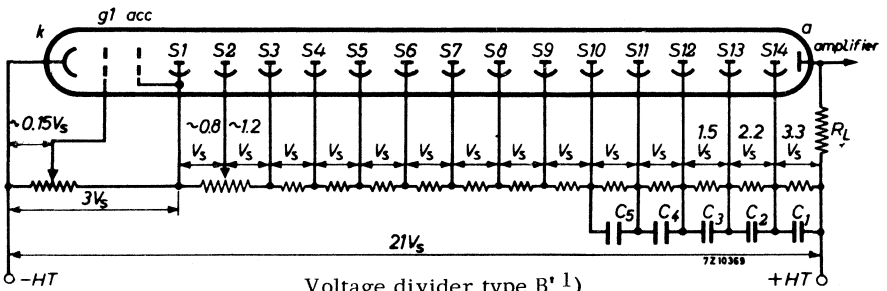 g1 acc
k a
S1 S2 S3 S4 S5 S6 S7 S8 S9 S10 S11 S12 S13 S14 amplifier
~0.15Vs ~0.8 ~1.2 1.5 2.2 3.3 RL
Vs Vs Vs Vs Vs Vs Vs Vs Vs Vs Vs Vs Vs Vs
3Vs
C5 C4 C3 C2 C1
21Vs
7Z10369
-HT +HT
Voltage divider type B' 1)